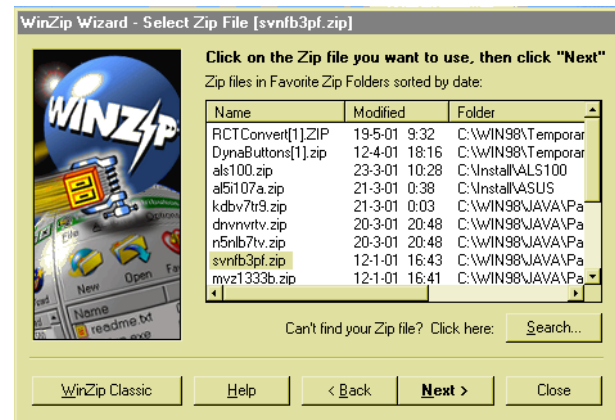 WinZip Wizard - Select Zip File [svnfb3pf.zip]
Click on the Zip file you want to use, then click "Next"
Zip files in Favorite Zip Folders sorted by date:
Name Modified Folder
RCTConvert[1].ZIP 19-5-01 9:32 C:\WIN98\Temporar
DynaButtons[1].zip 12-4-01 18:16 C:\WIN98\Temporar
als100.zip 23-3-01 10:28 C:\Install\ALS100
al5i107a.zip 21-3-01 0:38 C:\Install\ASUS
kdbv7tr9.zip 21-3-01 0:03 C:\WIN98\JAVA\Pa
dnvnvrtv.zip 20-3-01 20:48 C:\WIN98\JAVA\Pa
n5nlb7tv.zip 20-3-01 20:48 C:\WIN98\JAVA\Pa
svnfb3pf.zip 12-1-01 16:43 C:\WIN98\JAVA\Pa
mvz1333b.zip 12-1-01 16:41 C:\WIN98\JAVA\Pa
WINZIP
File
Options
New Open Fav
Name
readme.txt
.exe
Can't find your Zip file? Click here: Search...
WinZip Classic Help < Back Next > Close